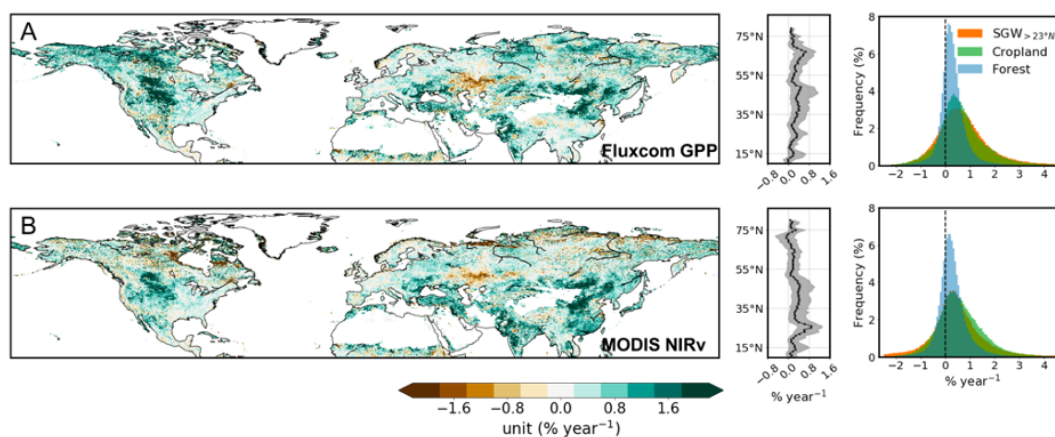 A
Fluxcom GPP
75°N
55°N
35°N
15°N
−0.8
0.0
0.8
1.6
Frequency (%)
8
6
4
2
0
−2 −1 0 1 2 3 4
SGW>23°N
Cropland
Forest
B
MODIS NIRv
75°N
55°N
35°N
15°N
−0.8
0.0
0.8
1.6
% year−1
Frequency (%)
8
6
4
2
0
−2 −1 0 1 2 3 4
% year−1
−1.6 −0.8 0.0 0.8 1.6
unit (% year−1)